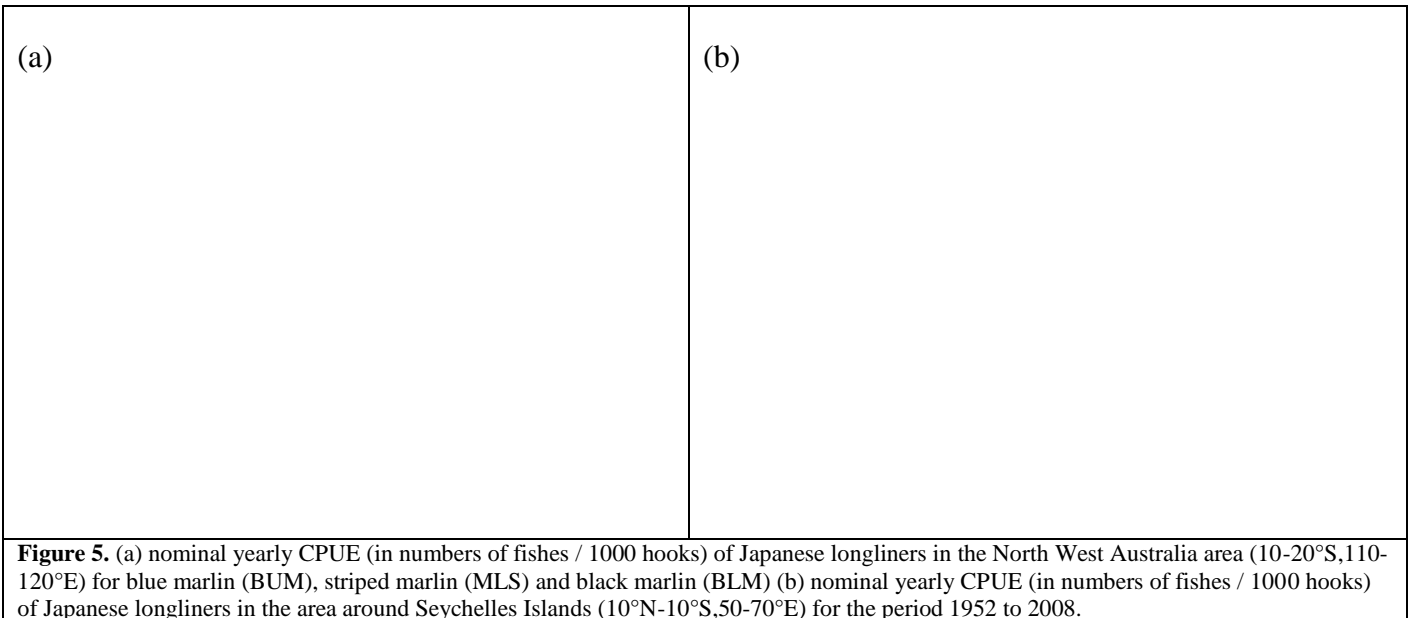 (a)
(b)
Figure 5. (a) nominal yearly CPUE (in numbers of fishes / 1000 hooks) of Japanese longliners in the North West Australia area (10-20°S,110-
120°E) for blue marlin (BUM), striped marlin (MLS) and black marlin (BLM) (b) nominal yearly CPUE (in numbers of fishes / 1000 hooks)
of Japanese longliners in the area around Seychelles Islands (10°N-10°S,50-70°E) for the period 1952 to 2008.